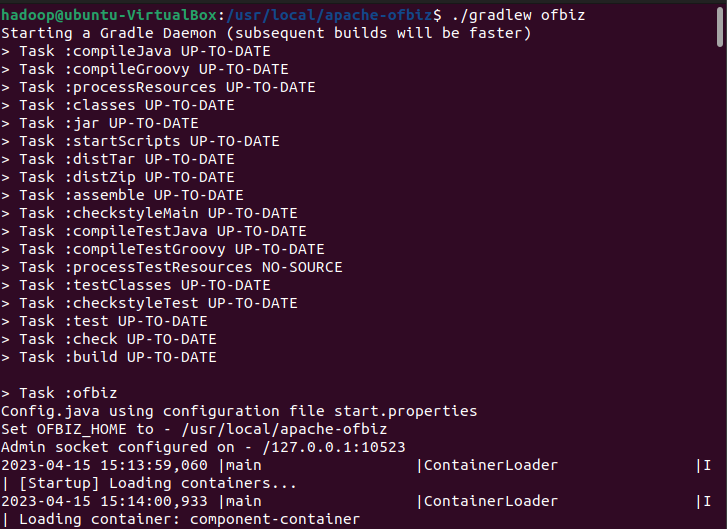 hadoop@ubuntu-VirtualBox:/usr/local/apache-ofbiz$ ./gradlew ofbiz
Starting a Gradle Daemon (subsequent builds will be faster)
> Task :compileJava UP-TO-DATE
> Task :compileGroovy UP-TO-DATE
> Task :processResources UP-TO-DATE
> Task :classes UP-TO-DATE
> Task :jar UP-TO-DATE
> Task :startScripts UP-TO-DATE
> Task :distTar UP-TO-DATE
> Task :distZip UP-TO-DATE
> Task :assemble UP-TO-DATE
> Task :checkstyleMain UP-TO-DATE
> Task :compileTestJava UP-TO-DATE
> Task :compileTestGroovy UP-TO-DATE
> Task :processTestResources NO-SOURCE
> Task :testClasses UP-TO-DATE
> Task :checkstyleTest UP-TO-DATE
> Task :test UP-TO-DATE
> Task :check UP-TO-DATE
> Task :build UP-TO-DATE

> Task :ofbiz
Config.java using configuration file start.properties
Set OFBIZ_HOME to - /usr/local/apache-ofbiz
Admin socket configured on - /127.0.0.1:10523
2023-04-15 15:13:59,060 |main                 |ContainerLoader               |I
| [Startup] Loading containers...
2023-04-15 15:14:00,933 |main                 |ContainerLoader               |I
| Loading container: component-container